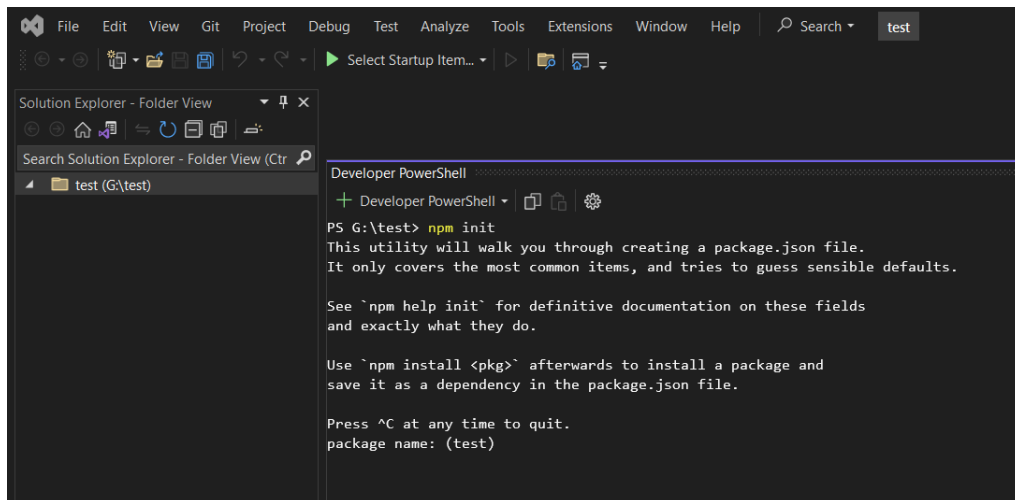 File Edit View Git Project Debug Test Analyze Tools Extensions Window Help Search test
Select Startup Item...
Solution Explorer - Folder View
Search Solution Explorer - Folder View (Ctr
test (G:\test)
Developer PowerShell
Developer PowerShell
PS G:\test> npm init
This utility will walk you through creating a package.json file.
It only covers the most common items, and tries to guess sensible defaults.
See `npm help init` for definitive documentation on these fields
and exactly what they do.
Use `npm install <pkg>` afterwards to install a package and
save it as a dependency in the package.json file.
Press ^C at any time to quit.
package name: (test)